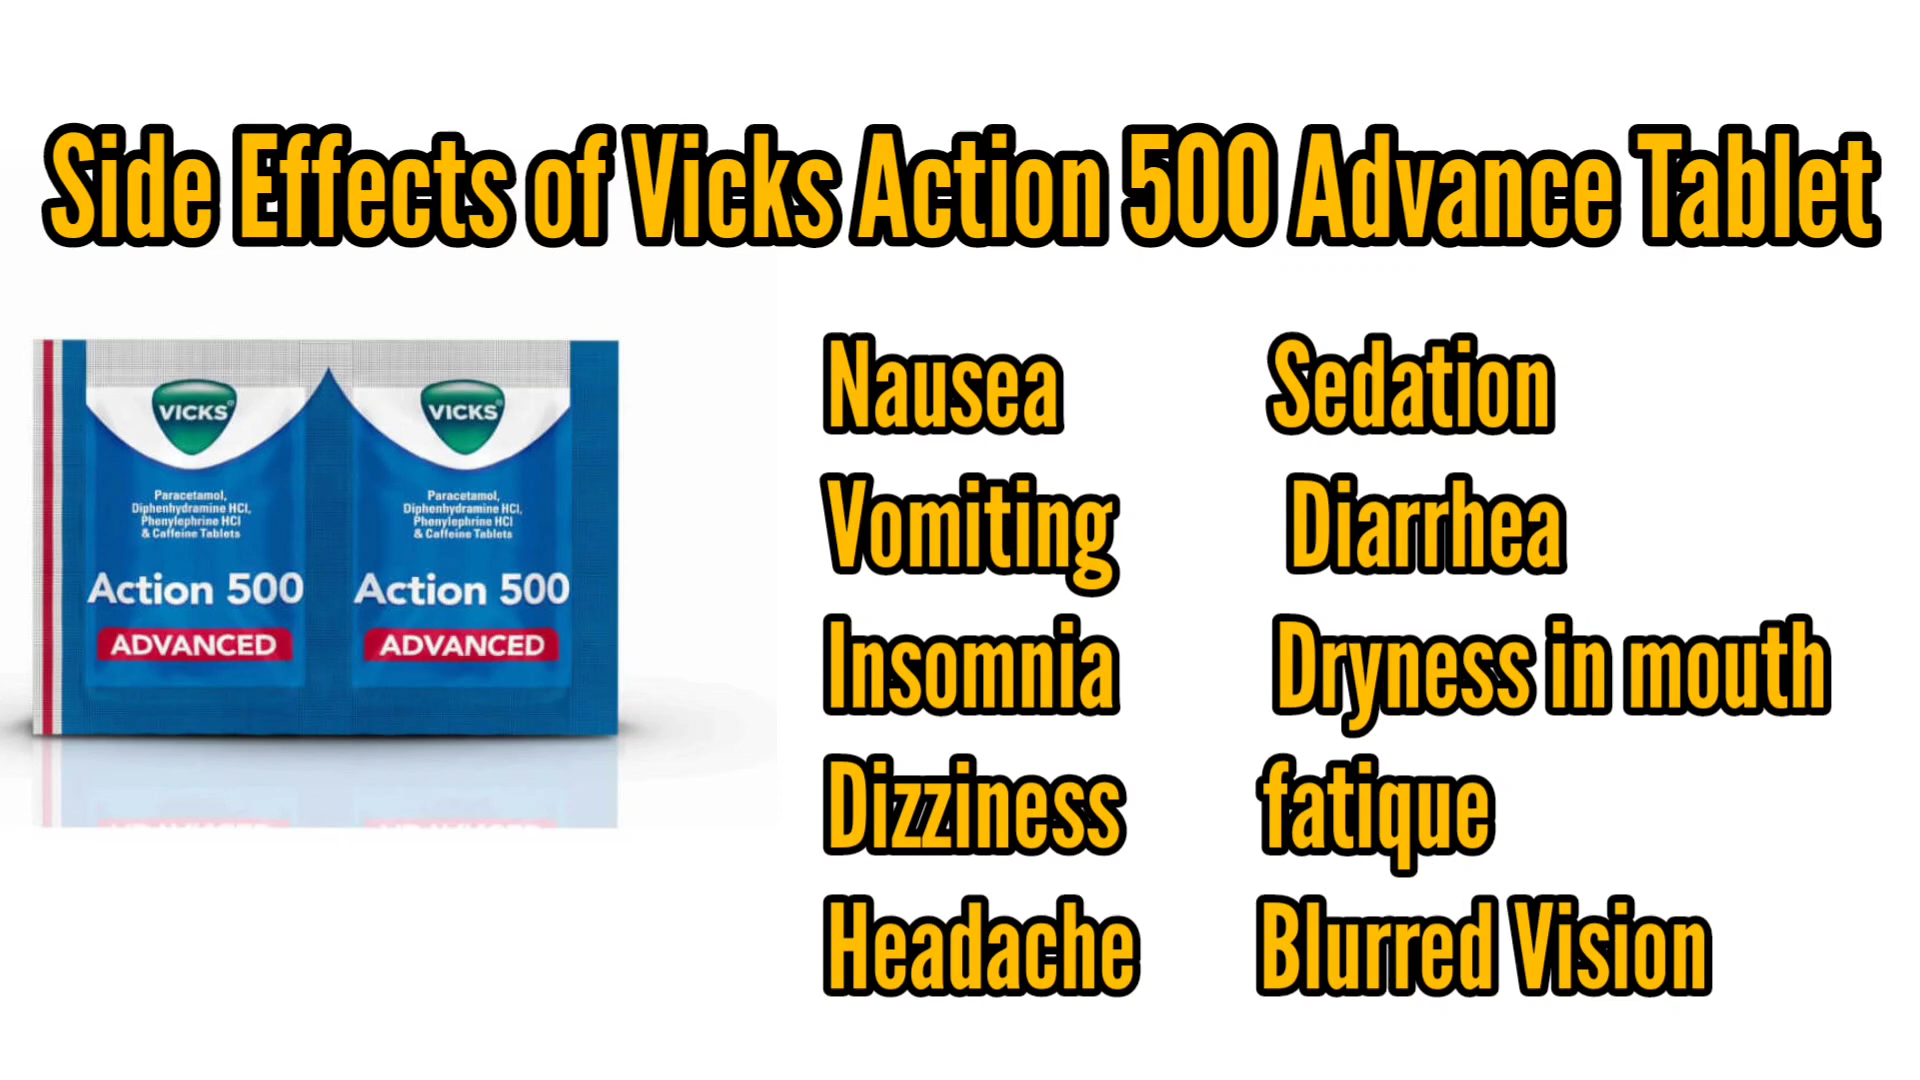 Side Effects of Vicks Action 500 Advance Tablet
VICKS
Paracetamol,
Diphenhydramine HCl,
Phenylephrine HCl
& Caffeine Tablets
Action 500
ADVANCED
VICKS
Paracetamol,
Diphenhydramine HCl,
Phenylephrine HCl
& Caffeine Tablets
Action 500
ADVANCED
Nausea
Vomiting
Insomnia
Dizziness
Headache
Sedation
Diarrhea
Dryness in mouth
fatique
Blurred Vision